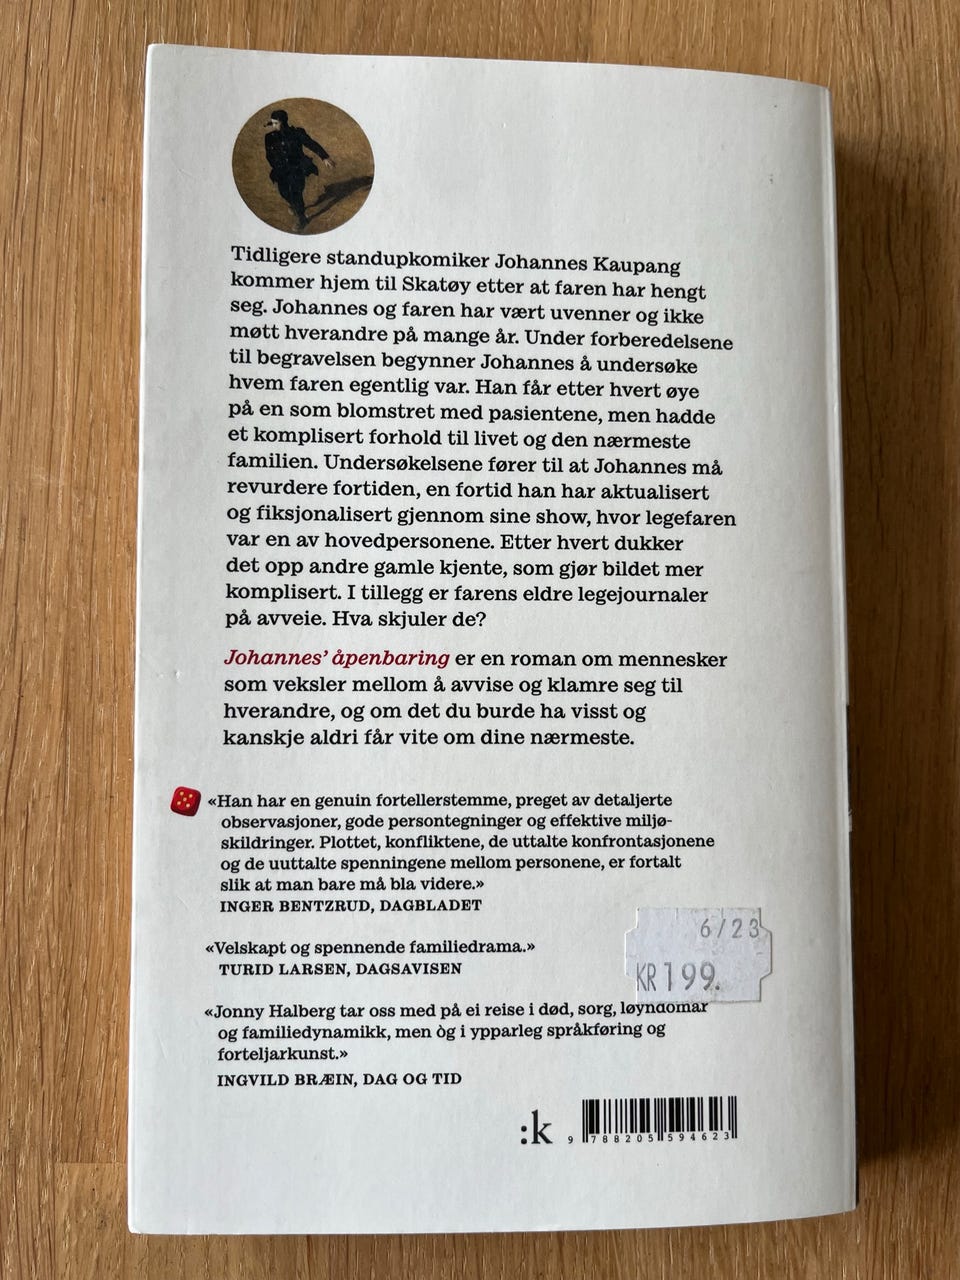 Tidligere standupkomiker Johannes Kaupang
kommer hjem til Skatøy etter at faren har hengt
seg. Johannes og faren har vært uvenner og ikke
møtt hverandre på mange år. Under forberedelsene
til begravelsen begynner Johannes å undersøke
hvem faren egentlig var. Han får etter hvert øye
på en som blomstret med pasientene, men hadde
et komplisert forhold til livet og den nærmeste
familien. Undersøkelsene fører til at Johannes må
revurdere fortiden, en fortid han har aktualisert
og fiksjonalisert gjennom sine show, hvor legefaren
var en av hovedpersonene. Etter hvert dukker
det opp andre gamle kjente, som gjør bildet mer
komplisert. I tillegg er farens eldre legejournaler
på avveie. Hva skjuler de?
Johannes’ åpenbaring er en roman om mennesker
som veksler mellom å avvise og klamre seg til
hverandre, og om det du burde ha visst og
kanskje aldri får vite om dine nærmeste.
«Han har en genuin fortellerstemme, preget av detaljerte
observasjoner, gode persontegninger og effektive miljø-
skildringer. Plottet, konfliktene, de uttalte konfrontasjonene
og de uuttalte spenningene mellom personene, er fortalt
slik at man bare må bla videre.»
INGER BENTZRUD, DAGBLADET
«Velskapt og spennende familiedrama.»
TURID LARSEN, DAGSAVISEN
6/23
KR 199.
«Jonny Halberg tar oss med på ei reise i død, sorg, løyndomar
og familiedynamikk, men òg i ypparleg språkføring og
forteljarkunst.»
INGVILD BRÆIN, DAG OG TID
:k
9 788205 594623